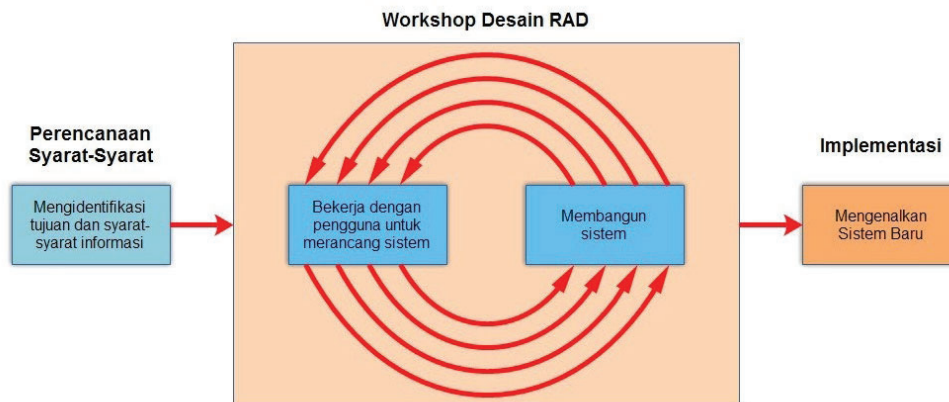 Workshop Desain RAD
Perencanaan
Syarat-Syarat
Mengidentifikasi
tujuan dan syarat-
syarat informasi
Bekerja dengan
pengguna untuk
merancang sistem
Membangun
sistem
Implementasi
Mengenalkan
Sistem Baru